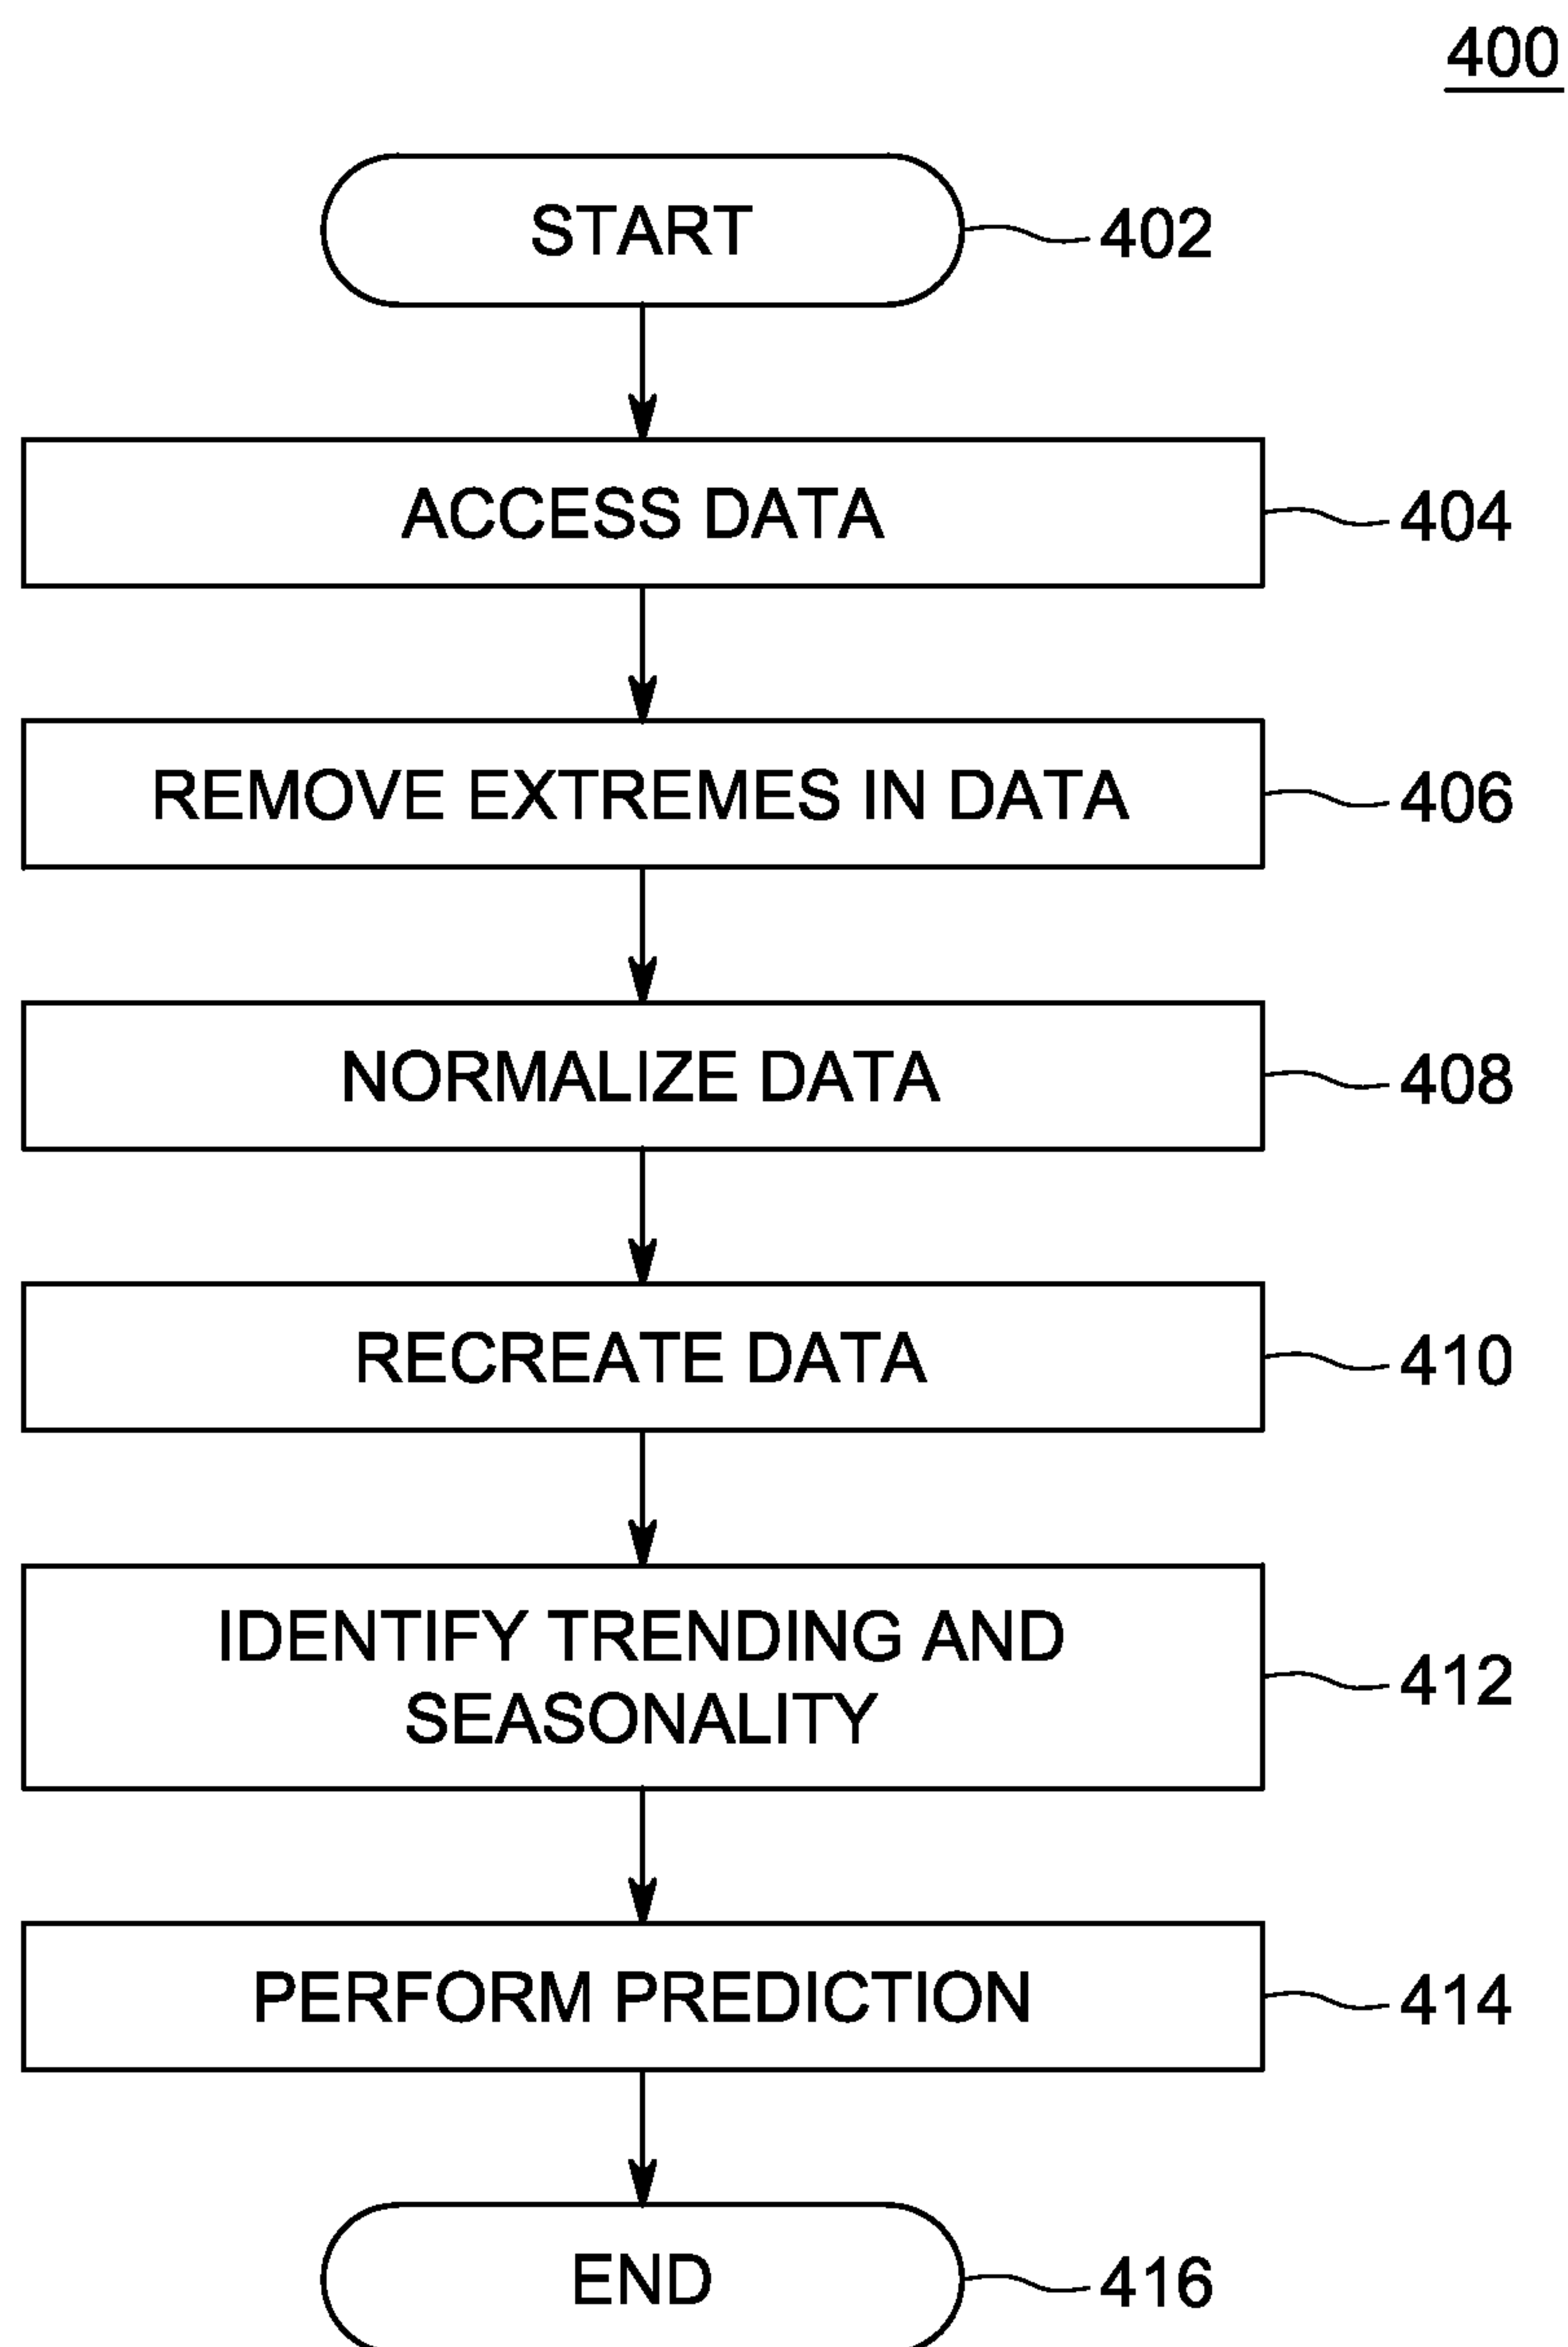 400
START
402
ACCESS DATA
404
REMOVE EXTREMES IN DATA
406
NORMALIZE DATA
408
RECREATE DATA
410
IDENTIFY TRENDING AND
SEASONALITY
412
PERFORM PREDICTION
414
END
416